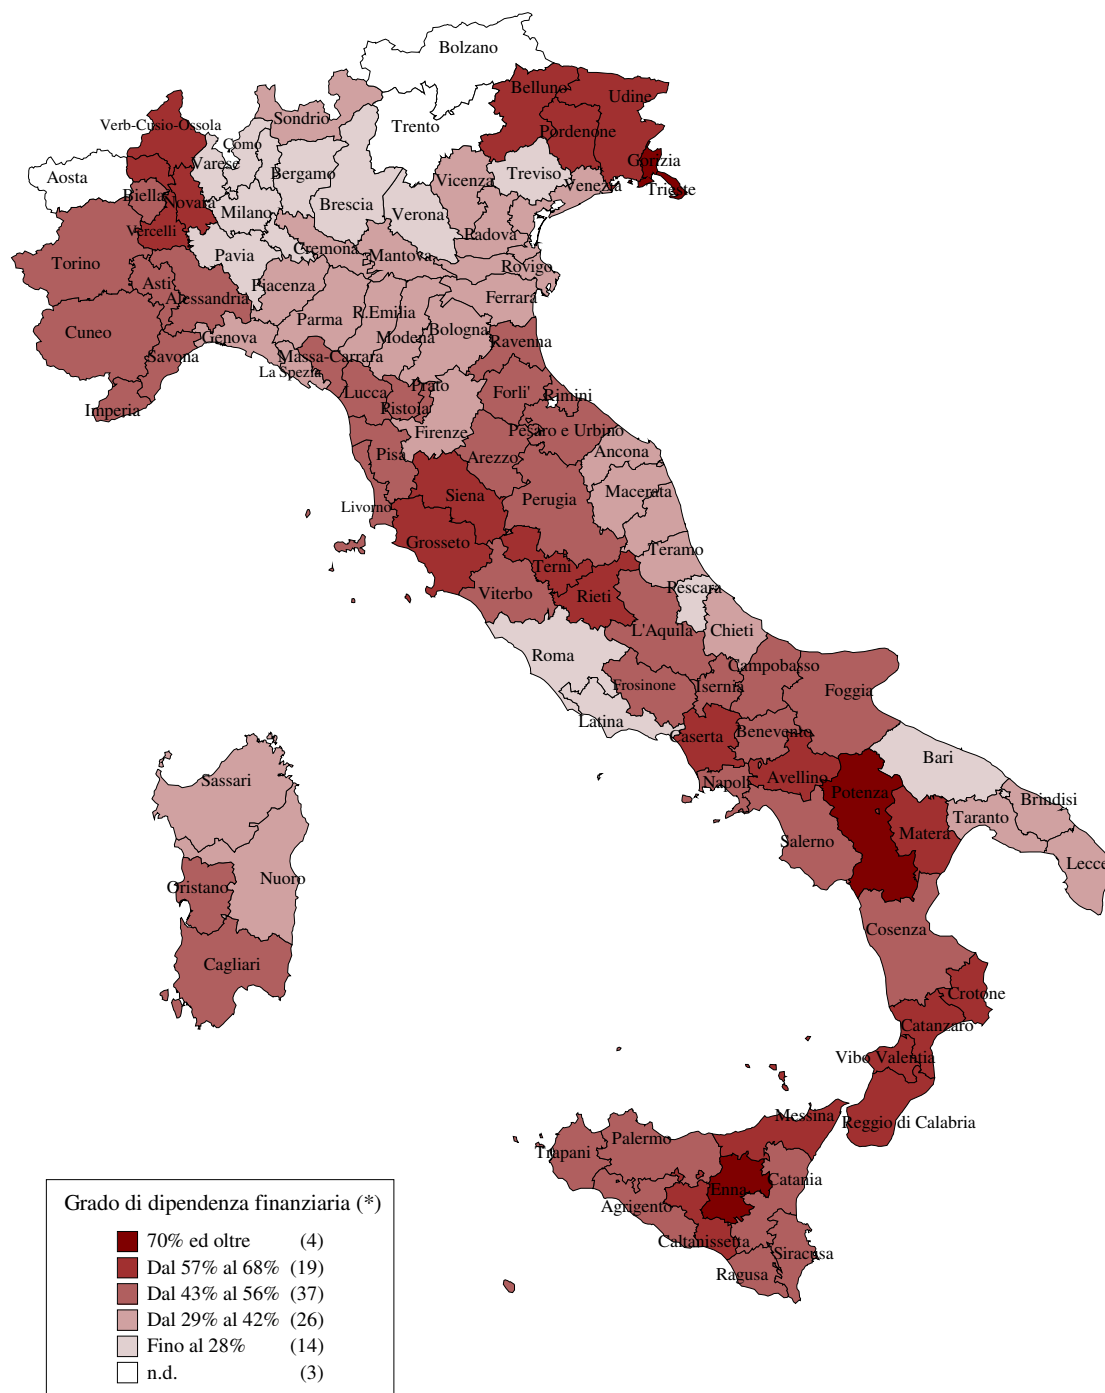 Bolzano
Belluno
Udine
Sondrio
Verb-Cusio-Ossola
Trento
Pordenone
Como
Varese
Gorizia
Aosta
Bergamo
Treviso
Vicenza
Venezia
Trieste
Biella
Novara
Brescia
Milano
Verona
Vercelli
Padova
Pavia
Cremona
Mantova
Torino
Rovigo
Asti
Piacenza
Alessandria
Ferrara
R.Emilia
Parma
Cuneo
Bologna
Genova
Modena
Ravenna
Savona
Massa-Carrara
La Spezia
Prato
Lucca
Forli'
Rimini
Imperia
Pistoia
Firenze
Pesaro e Urbino
Pisa
Arezzo
Ancona
Siena
Perugia
Macerata
Livorno
Grosseto
Teramo
Terni
Pescara
Viterbo
Rieti
L'Aquila
Chieti
Roma
Campobasso
Frosinone
Isernia
Foggia
Latina
Caserta
Benevento
Bari
Sassari
Napoli
Avellino
Potenza
Brindisi
Taranto
Salerno
Matera
Lecce
Nuoro
Oristano
Cosenza
Cagliari
Crotone
Catanzaro
Vibo Valentia
Messina
Reggio di Calabria
Palermo
Trapani
Catania
Enna
Agrigento
Caltanissetta
Siracusa
Ragusa
Grado di dipendenza finanziaria (*)
70% ed oltre (4)
Dal 57% al 68% (19)
Dal 43% al 56% (37)
Dal 29% al 42% (26)
Fino al 28% (14)
n.d. (3)